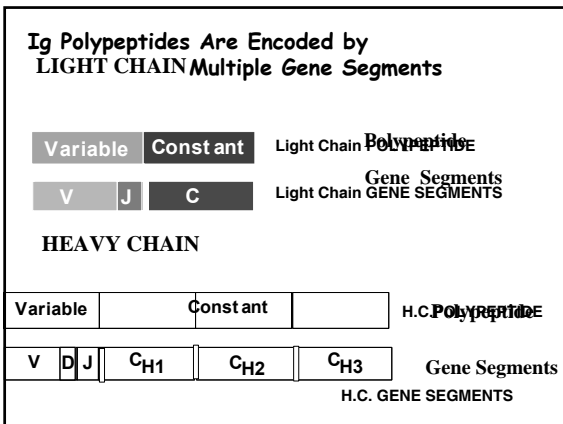 Ig Polypeptides Are Encoded by
LIGHT CHAIN Multiple Gene Segments
Variable Constant Light Chain POLYPEPTIDE Polypeptide
Gene Segments
V J C Light Chain GENE SEGMENTS
HEAVY CHAIN
Variable Constant H.C. POLYPEPTIDE Polypeptide
V D J CH1 CH2 CH3 Gene Segments
H.C. GENE SEGMENTS